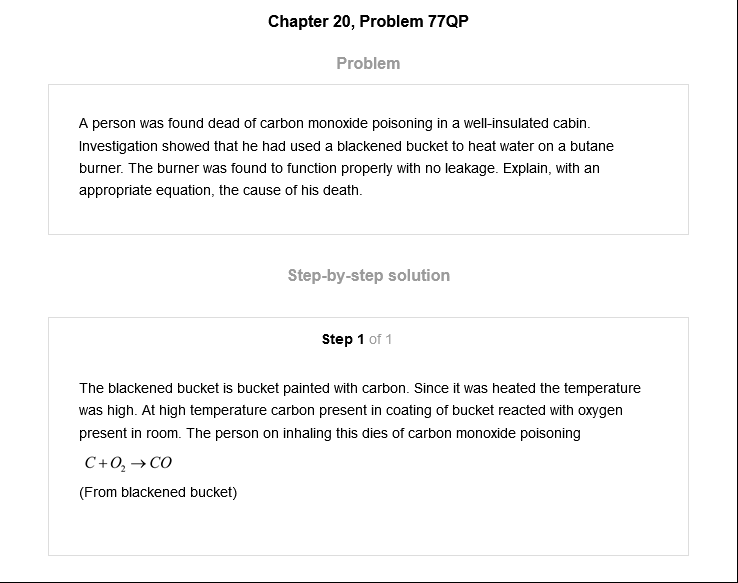 Chapter 20, Problem 77QP
Problem
A person was found dead of carbon monoxide poisoning in a well-insulated cabin.
Investigation showed that he had used a blackened bucket to heat water on a butane
burner. The burner was found to function properly with no leakage. Explain, with an
appropriate equation, the cause of his death.
Step-by-step solution
Step 1 of 1
The blackened bucket is bucket painted with carbon. Since it was heated the temperature
was high. At high temperature carbon present in coating of bucket reacted with oxygen
present in room. The person on inhaling this dies of carbon monoxide poisoning
C + O₂ → CO
(From blackened bucket)